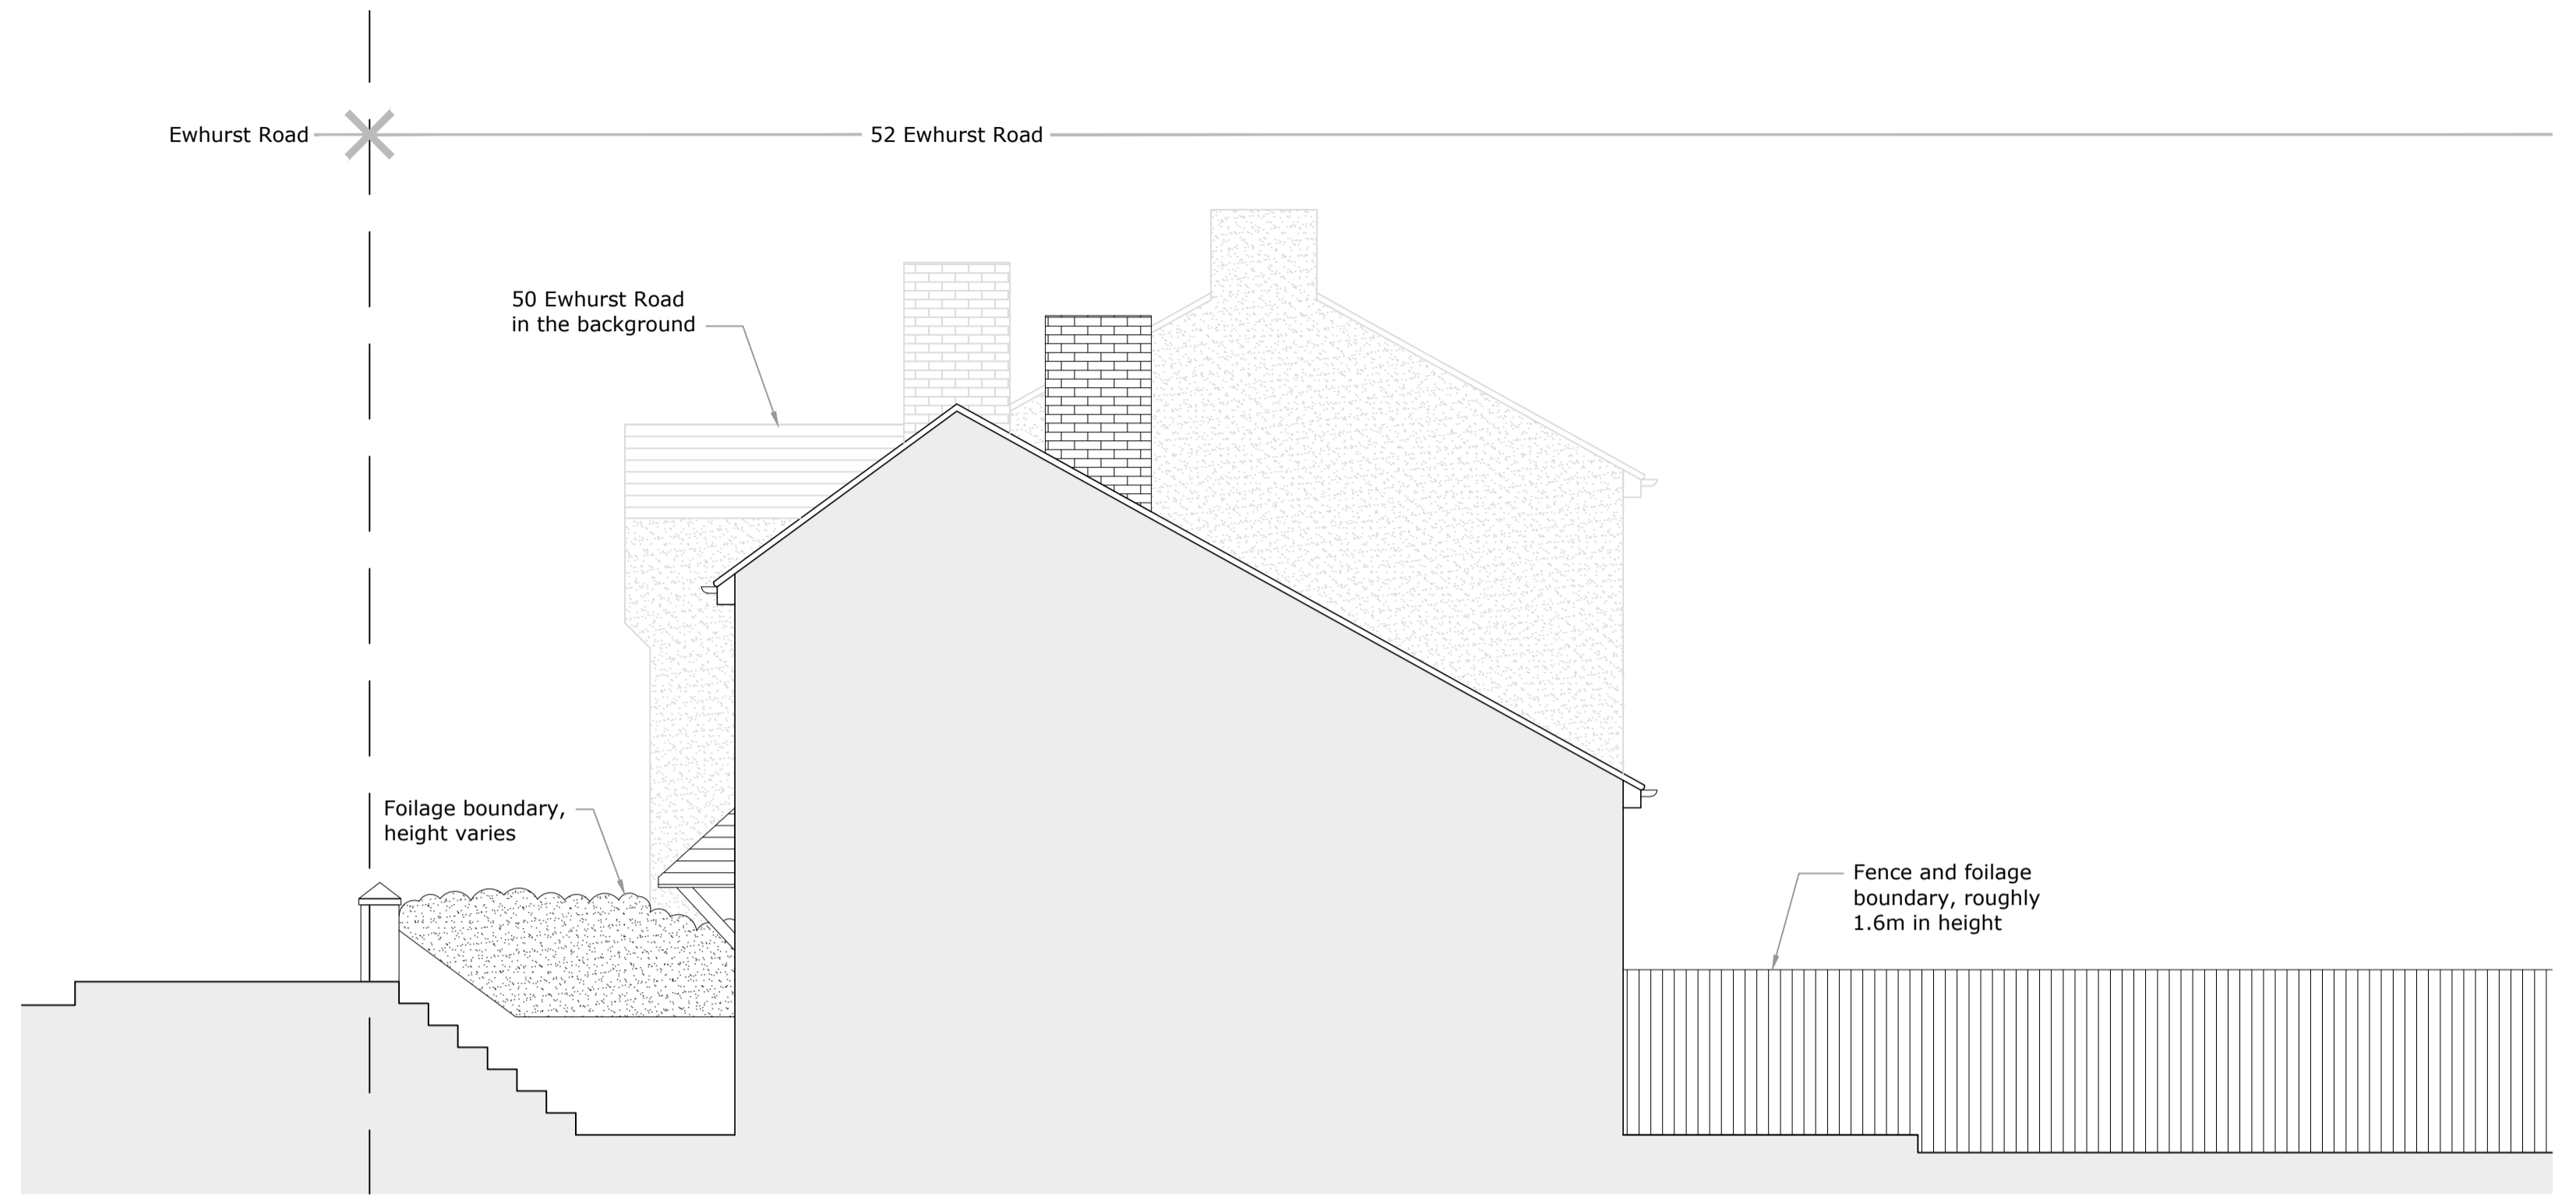 Ewhurst Road
52 Ewhurst Road
50 Ewhurst Road
in the background
Foilage boundary,
height varies
Fence and foilage
boundary, roughly
1.6m in height